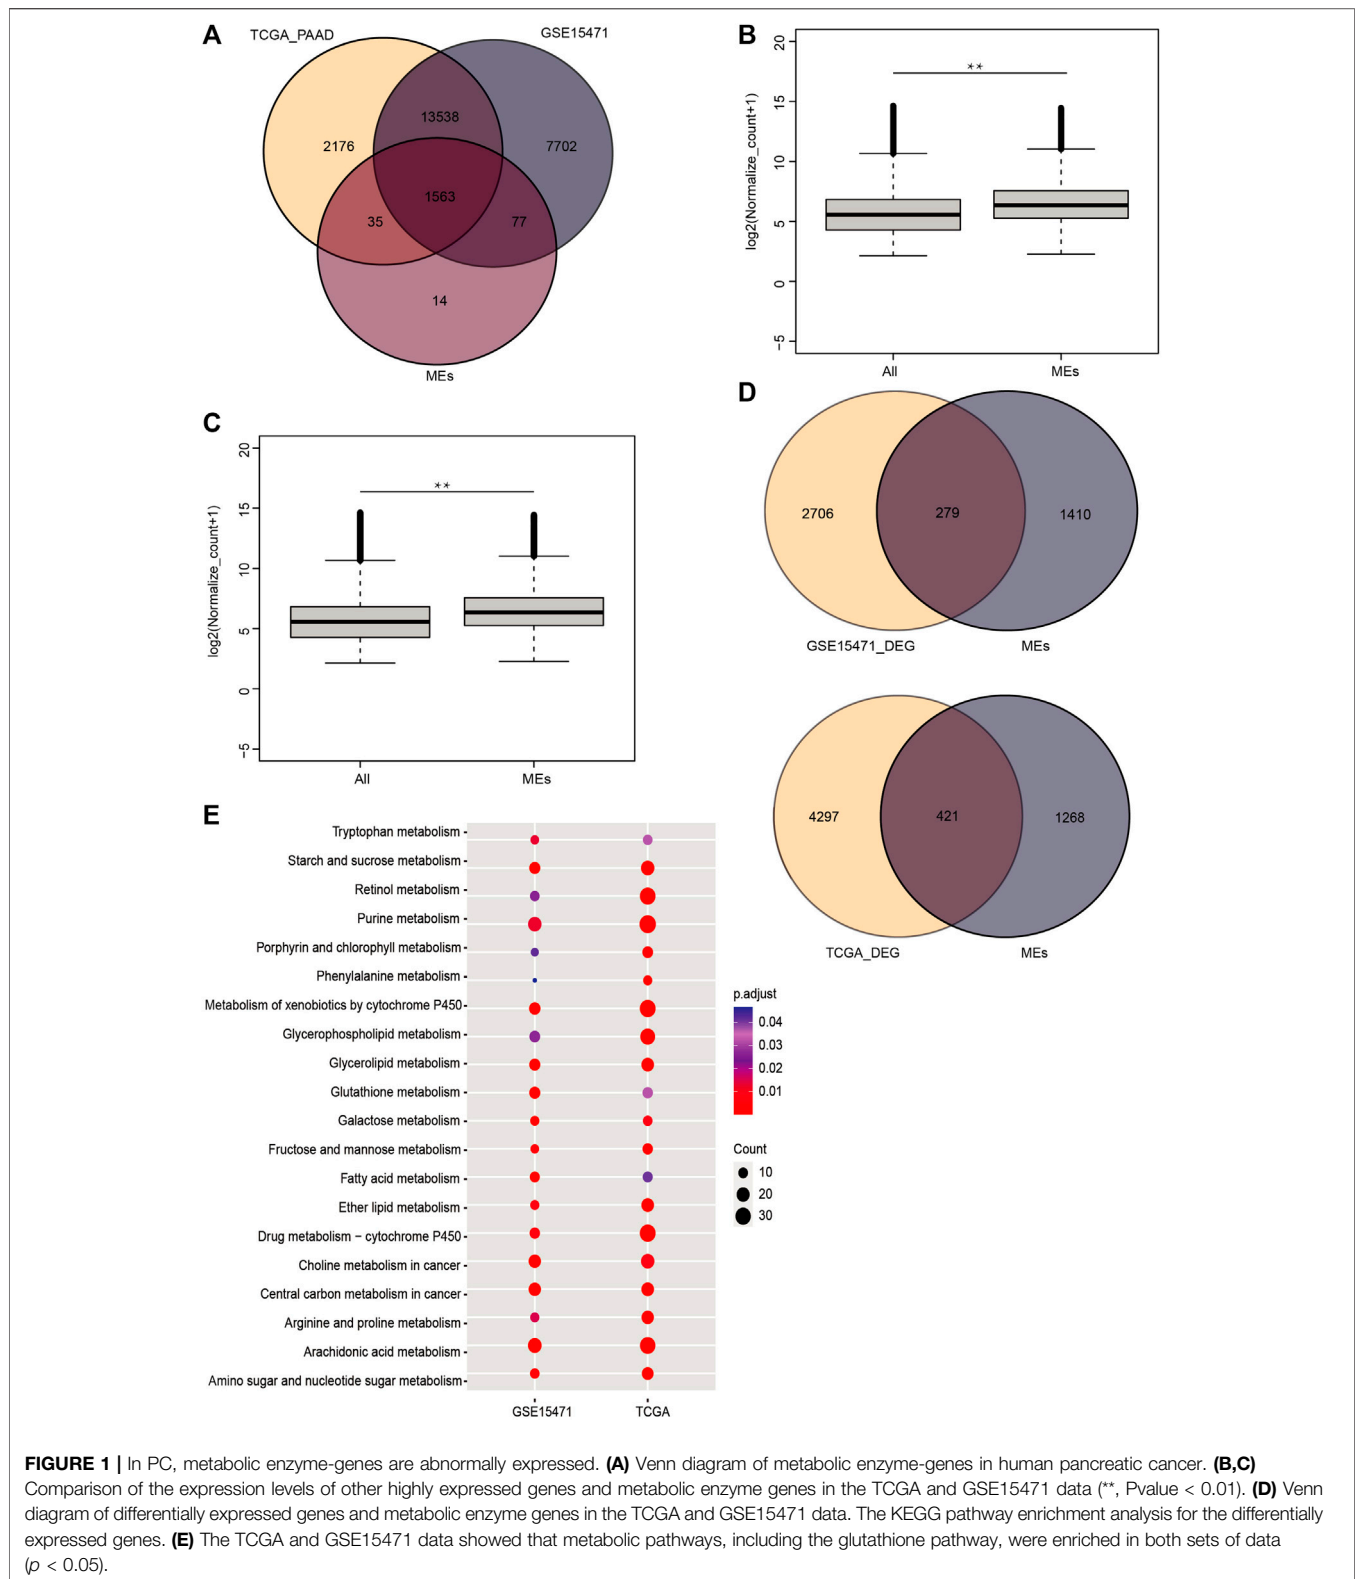 A
TCGA_PAAD
GSE15471
13538
2176
7702
1563
35
77
14
MEs
B
20
15
10
5
0
−5
log2(Normalize_count+1)
**
All
MEs
C
20
15
10
5
0
−5
log2(Normalize_count+1)
**
All
MEs
D
2706
279
1410
GSE15471_DEG
MEs
4297
421
1268
TCGA_DEG
MEs
E
Tryptophan metabolism
Starch and sucrose metabolism
Retinol metabolism
Purine metabolism
Porphyrin and chlorophyll metabolism
Phenylalanine metabolism
Metabolism of xenobiotics by cytochrome P450
Glycerophospholipid metabolism
Glycerolipid metabolism
Glutathione metabolism
Galactose metabolism
Fructose and mannose metabolism
Fatty acid metabolism
Ether lipid metabolism
Drug metabolism − cytochrome P450
Choline metabolism in cancer
Central carbon metabolism in cancer
Arginine and proline metabolism
Arachidonic acid metabolism
Amino sugar and nucleotide sugar metabolism
GSE15471
TCGA
p.adjust
0.04
0.03
0.02
0.01
Count
10
20
30
FIGURE 1 | In PC, metabolic enzyme-genes are abnormally expressed. (A) Venn diagram of metabolic enzyme-genes in human pancreatic cancer. (B,C)
Comparison of the expression levels of other highly expressed genes and metabolic enzyme genes in the TCGA and GSE15471 data (**, Pvalue < 0.01). (D) Venn
diagram of differentially expressed genes and metabolic enzyme genes in the TCGA and GSE15471 data. The KEGG pathway enrichment analysis for the differentially
expressed genes. (E) The TCGA and GSE15471 data showed that metabolic pathways, including the glutathione pathway, were enriched in both sets of data
(p < 0.05).